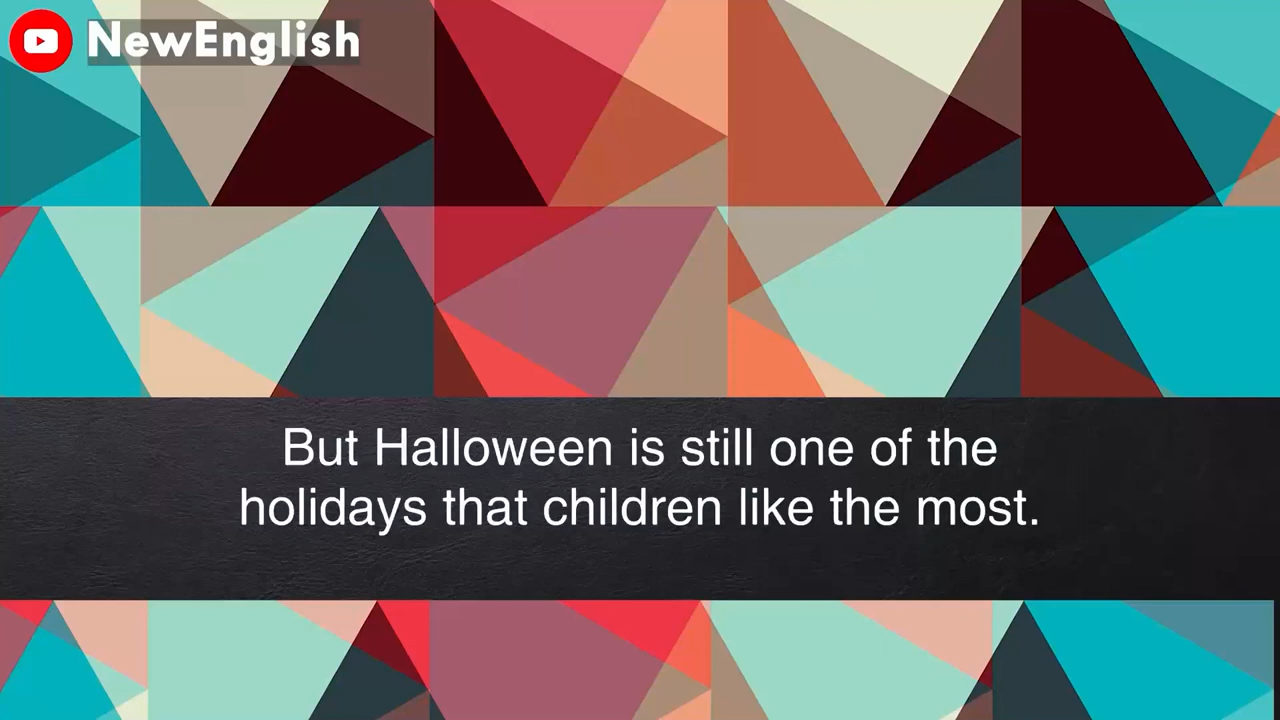 NewEnglish
But Halloween is still one of the
holidays that children like the most.